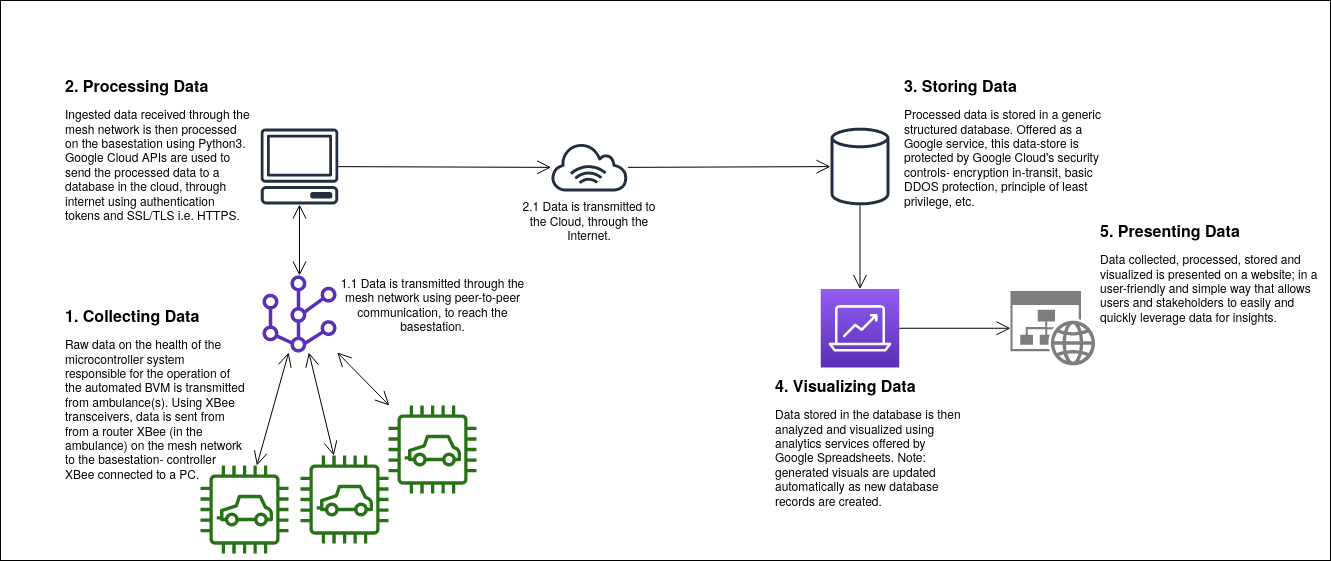 2. Processing Data
Ingested data received through the
mesh network is then processed
on the basestation using Python3.
Google Cloud APIs are used to
send the processed data to a
database in the cloud, through
internet using authentication
tokens and SSL/TLS i.e. HTTPS.
2.1 Data is transmitted to
the Cloud, through the
Internet.
3. Storing Data
Processed data is stored in a generic
structured database. Offered as a
Google service, this data-store is
protected by Google Cloud's security
controls- encryption in-transit, basic
DDOS protection, principle of least
privilege, etc.
5. Presenting Data
Data collected, processed, stored and
visualized is presented on a website; in a
user-friendly and simple way that allows
users and stakeholders to easily and
quickly leverage data for insights.
1.1 Data is transmitted through the
mesh network using peer-to-peer
communication, to reach the
basestation.
1. Collecting Data
Raw data on the health of the
microcontroller system
responsible for the operation of
the automated BVM is transmitted
from ambulance(s). Using XBee
transceivers, data is sent from
from a router XBee (in the
ambulance) on the mesh network
to the basestation- controller
XBee connected to a PC.
4. Visualizing Data
Data stored in the database is then
analyzed and visualized using
analytics services offered by
Google Spreadsheets. Note:
generated visuals are updated
automatically as new database
records are created.